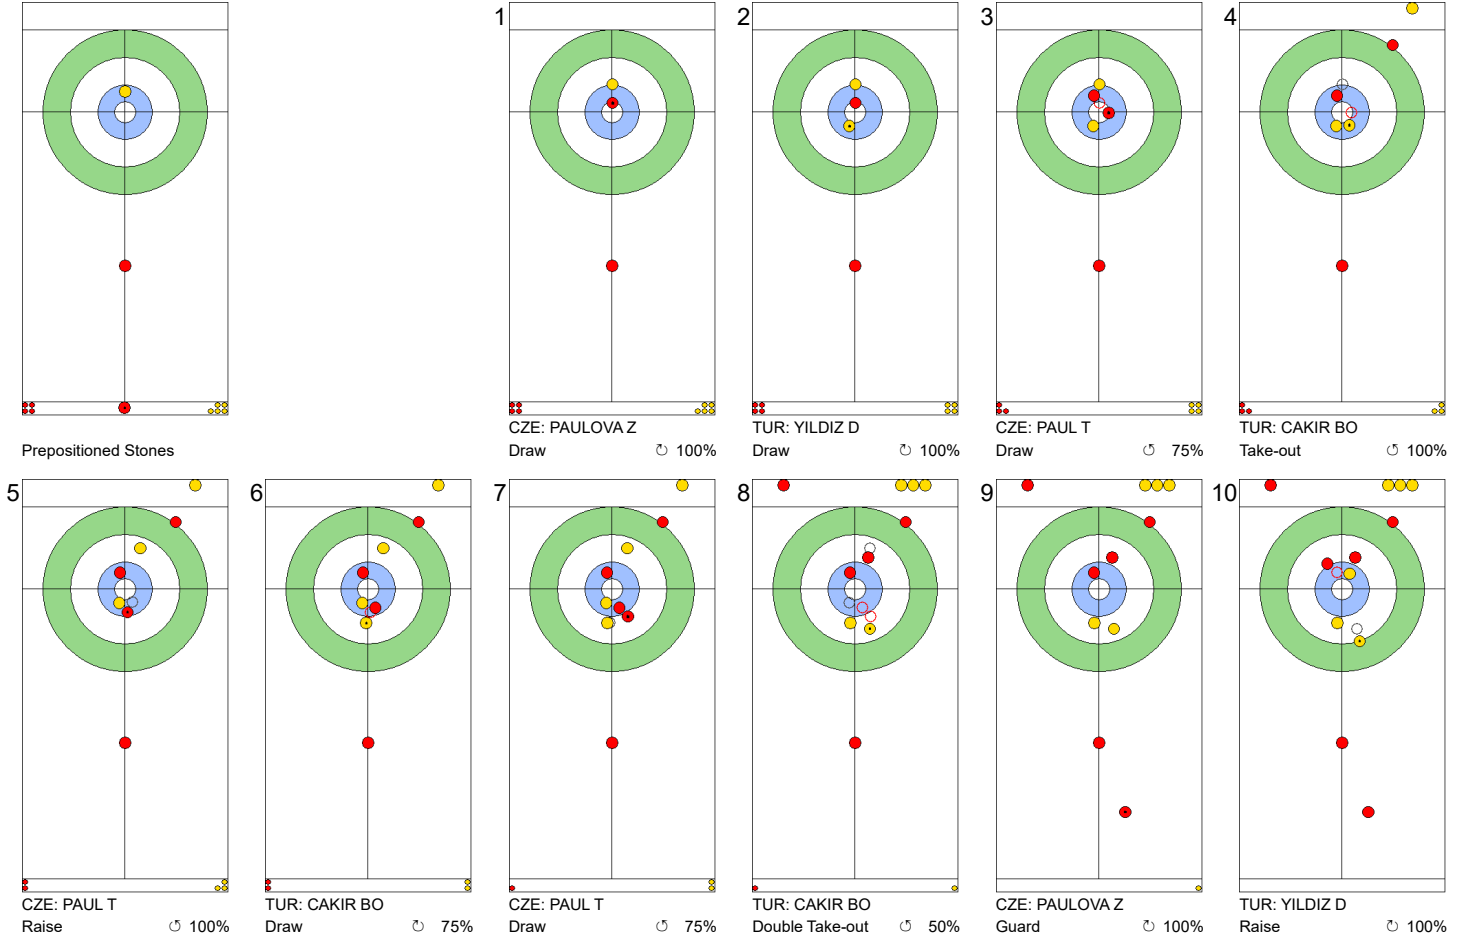 1
2
3
4
Prepositioned Stones
CZE: PAULOVA Z
Draw ↻ 100%
TUR: YILDIZ D
Draw ↻ 100%
CZE: PAUL T
Draw ↺ 75%
TUR: CAKIR BO
Take-out ↺ 100%
5
6
7
8
9
10
CZE: PAUL T
Raise ↺ 100%
TUR: CAKIR BO
Draw ↻ 75%
CZE: PAUL T
Draw ↺ 75%
TUR: CAKIR BO
Double Take-out ↺ 50%
CZE: PAULOVA Z
Guard ↻ 100%
TUR: YILDIZ D
Raise ↻ 100%